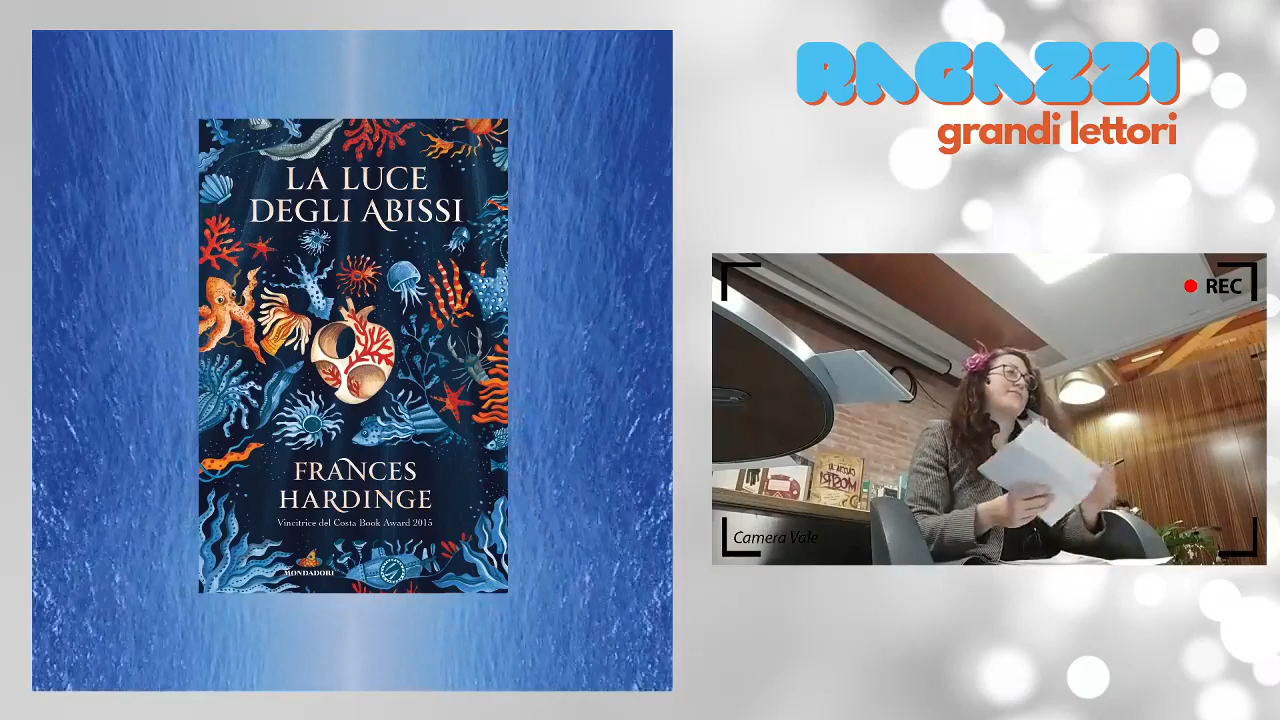 RAGAZZI
grandi lettori
LA LUCE
DEGLI ABISSI
FRANCES
HARDINGE
Vincitrice del Costa Book Award 2015
MONDADORI
REC
MOSTRI
Camera Vale